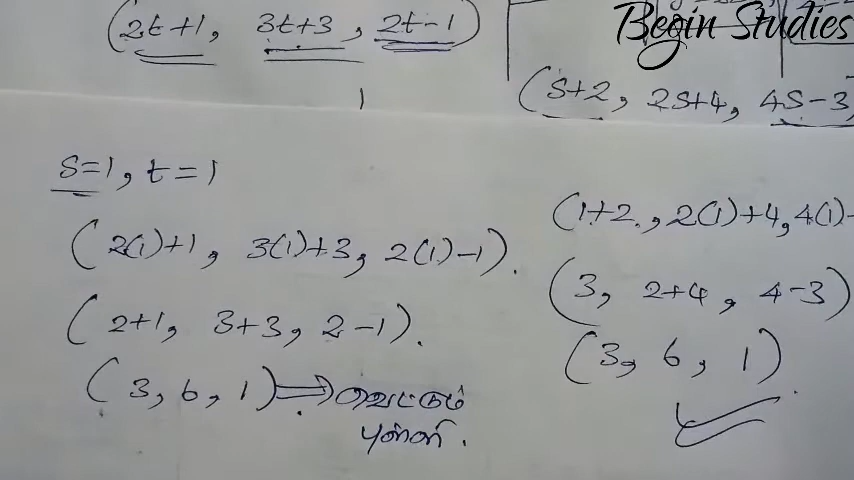 Begin Studies
(2t+1, 3t+3, 2t-1)
(S+2, 2S+4, 4S-3,
S=1, t=1
(2(1)+1, 3(1)+3, 2(1)-1).
(2+1, 3+3, 2-1).
(3, 6, 1) ⇒ வெட்டும்
புள்ளி.
(1+2, 2(1)+4, 4(1)-
(3, 2+4, 4-3)
(3, 6, 1)